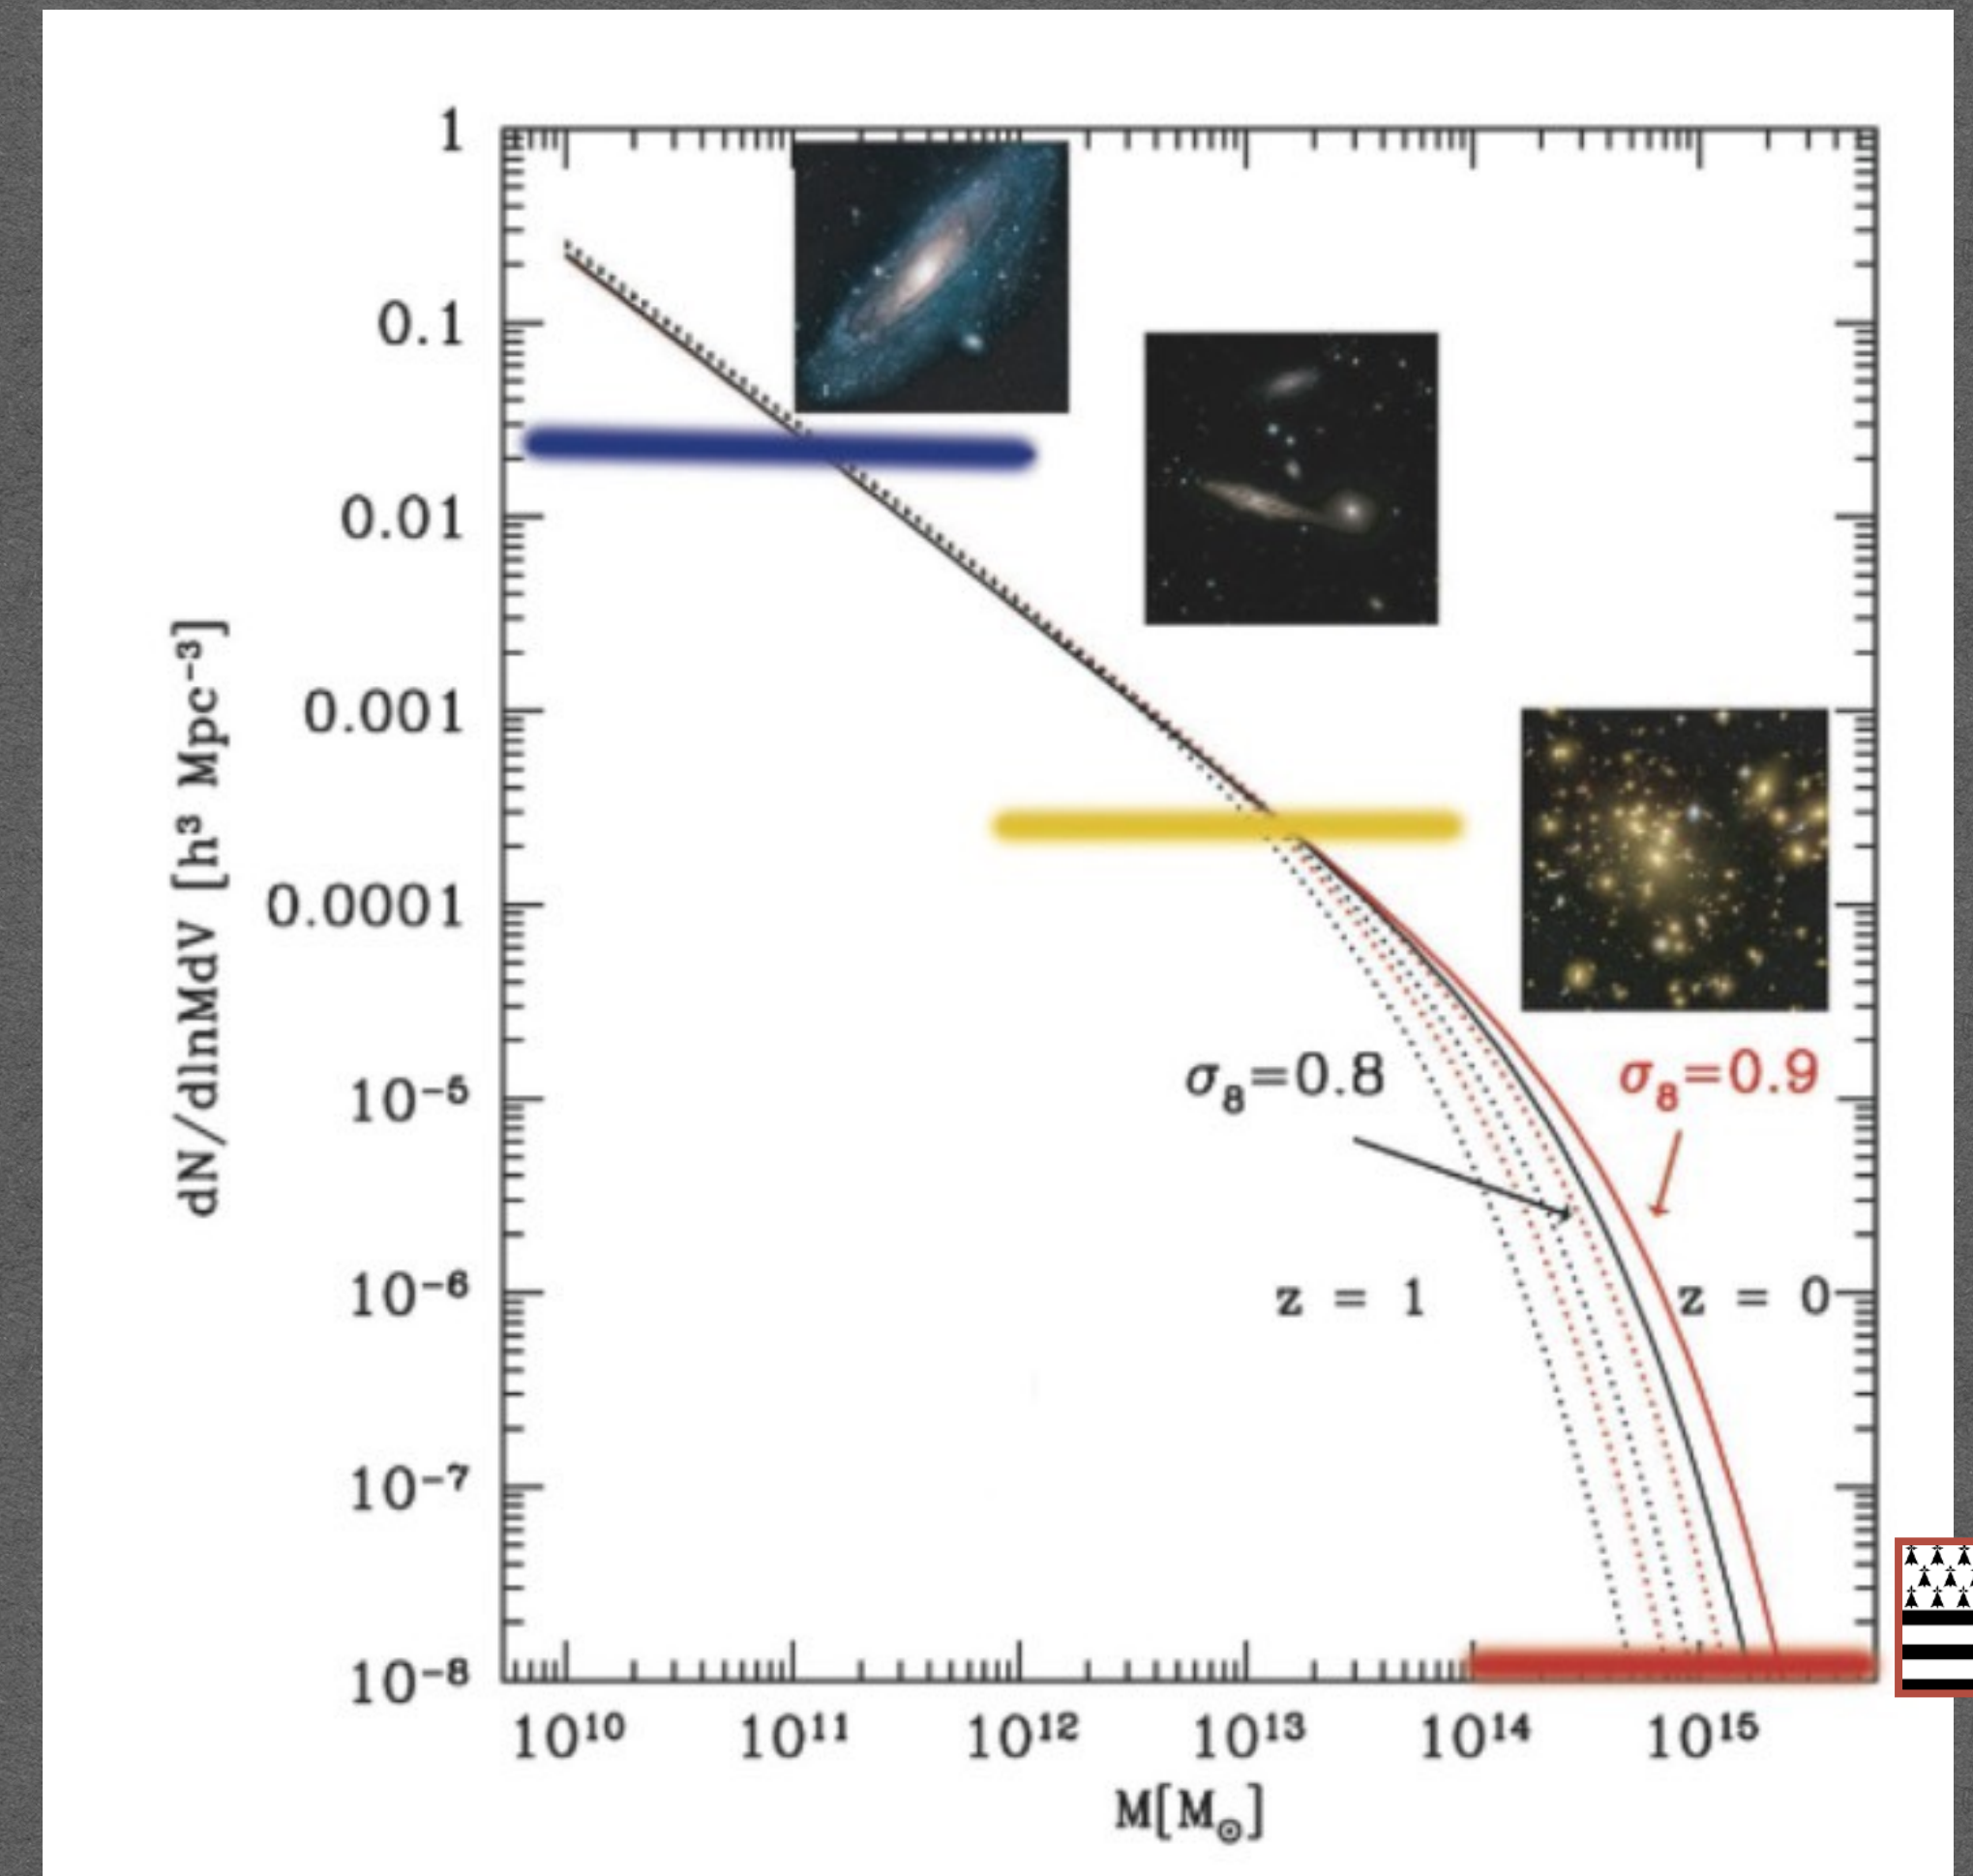 1
0.1
0.01
0.001
0.0001
10⁻⁵
10⁻⁶
10⁻⁷
10⁻⁸
dN/dlnMdV [h³ Mpc⁻³]
σ₈=0.8
σ₈=0.9
z = 1
z = 0
10¹⁰ 10¹¹ 10¹² 10¹³ 10¹⁴ 10¹⁵
M[M⊙]